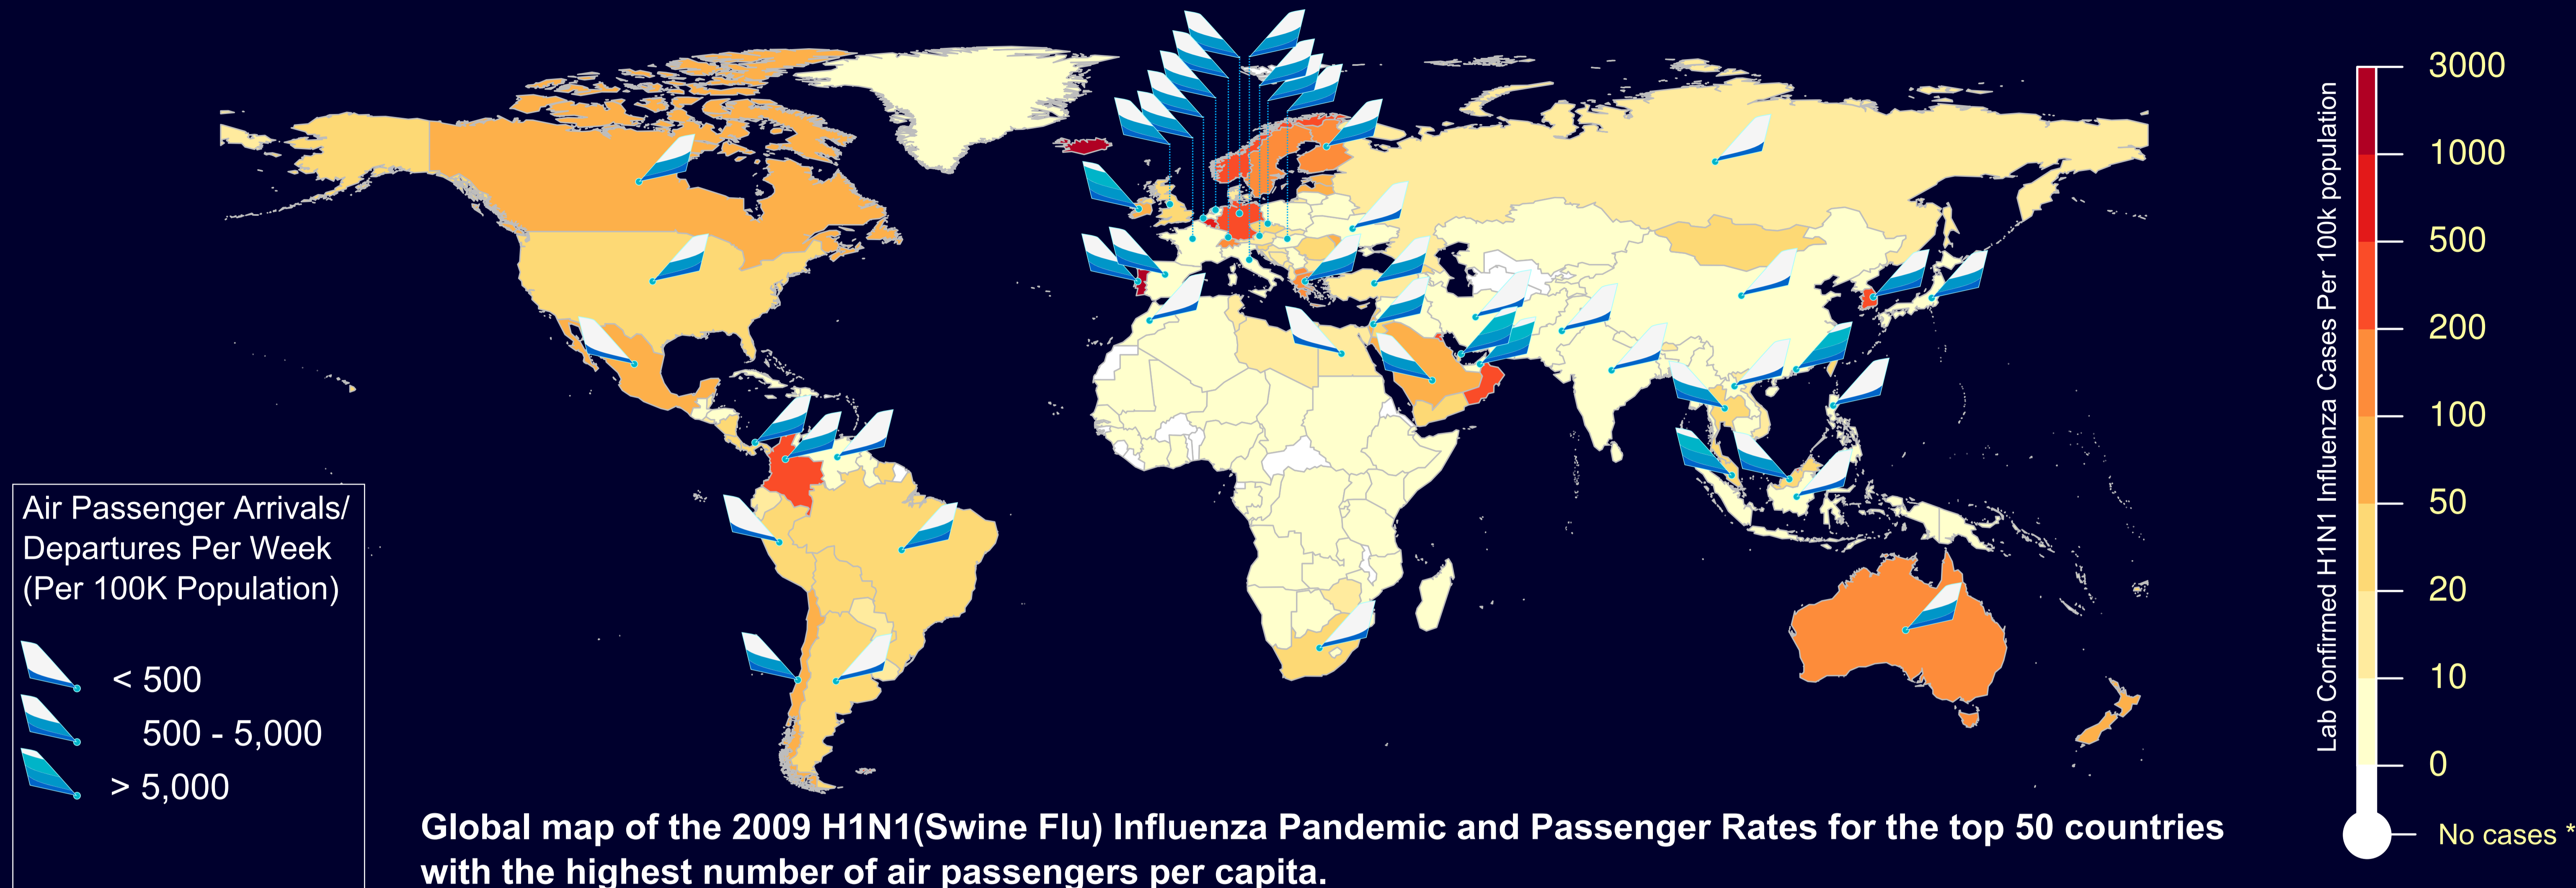 Air Passenger Arrivals/
Departures Per Week
(Per 100K Population)
< 500
500 - 5,000
> 5,000
Global map of the 2009 H1N1(Swine Flu) Influenza Pandemic and Passenger Rates for the top 50 countries
with the highest number of air passengers per capita.
Lab Confirmed H1N1 Influenza Cases Per 100k population
3000
1000
500
200
100
50
20
10
0
No cases *